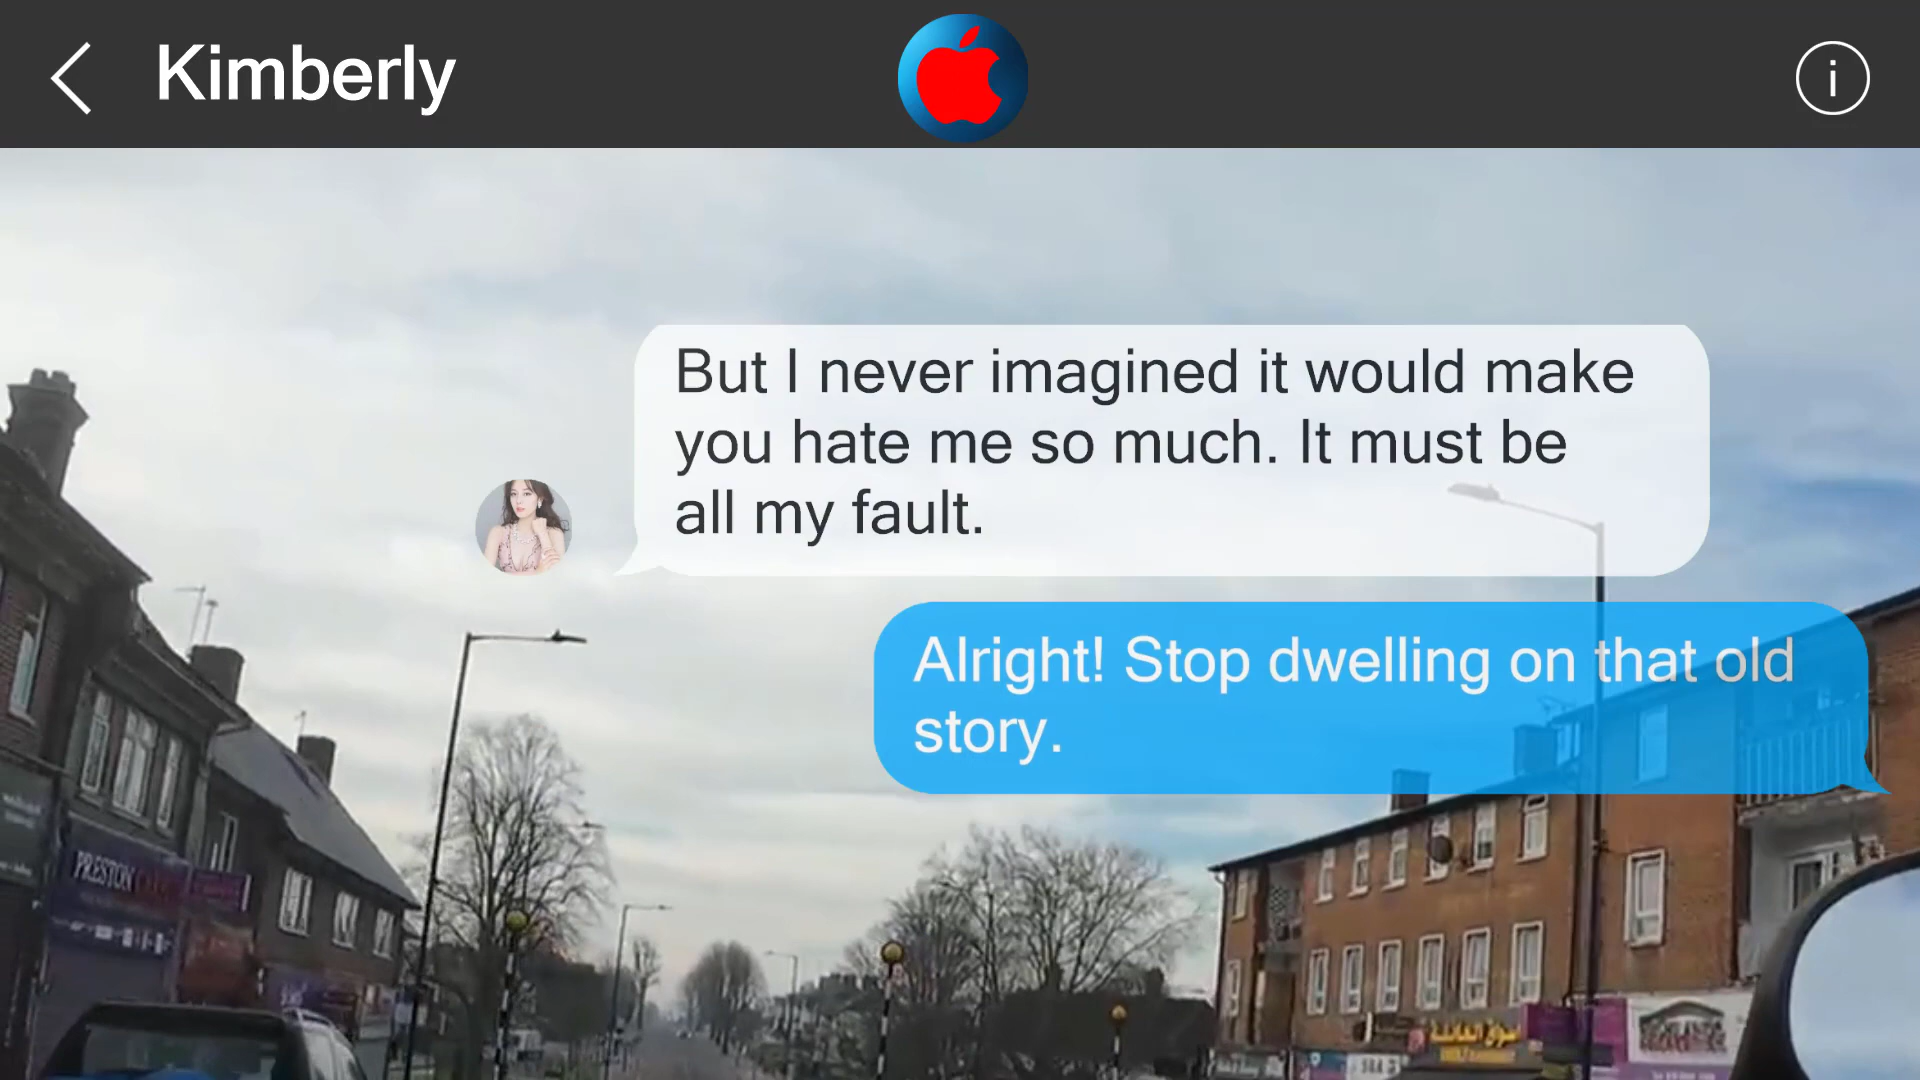 Kimberly
But I never imagined it would make
you hate me so much. It must be
all my fault.
Alright! Stop dwelling on that old
story.
PRESTON